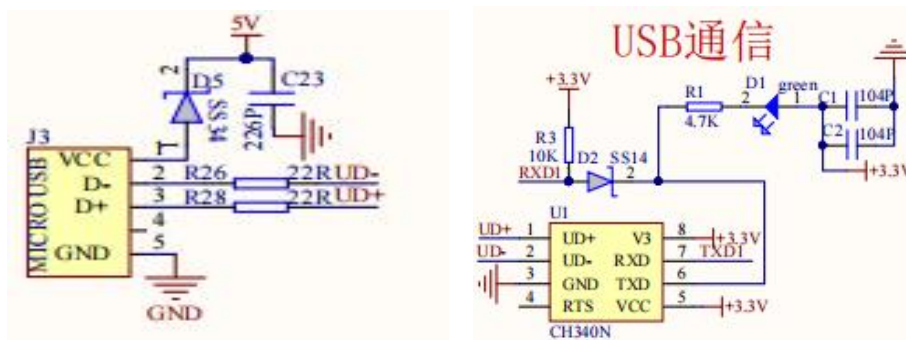 5V
2
D5
SS34
C23
226P
J3
MICRO USB
VCC 1
D- 2 R26 22R UD-
D+ 3 R28 22R UD+
4
GND 5
GND
USB通信
+3.3V
R3
10K
RXD1
D2 SS14
2
R1
4.7K
D1
green
2 1
C1 104P
C2 104P
+3.3V
U1
UD+ 1 UD+ V3 8 +3.3V
UD- 2 UD- RXD 7 TXD1
3 GND TXD 6
4 RTS VCC 5 +3.3V
CH340N